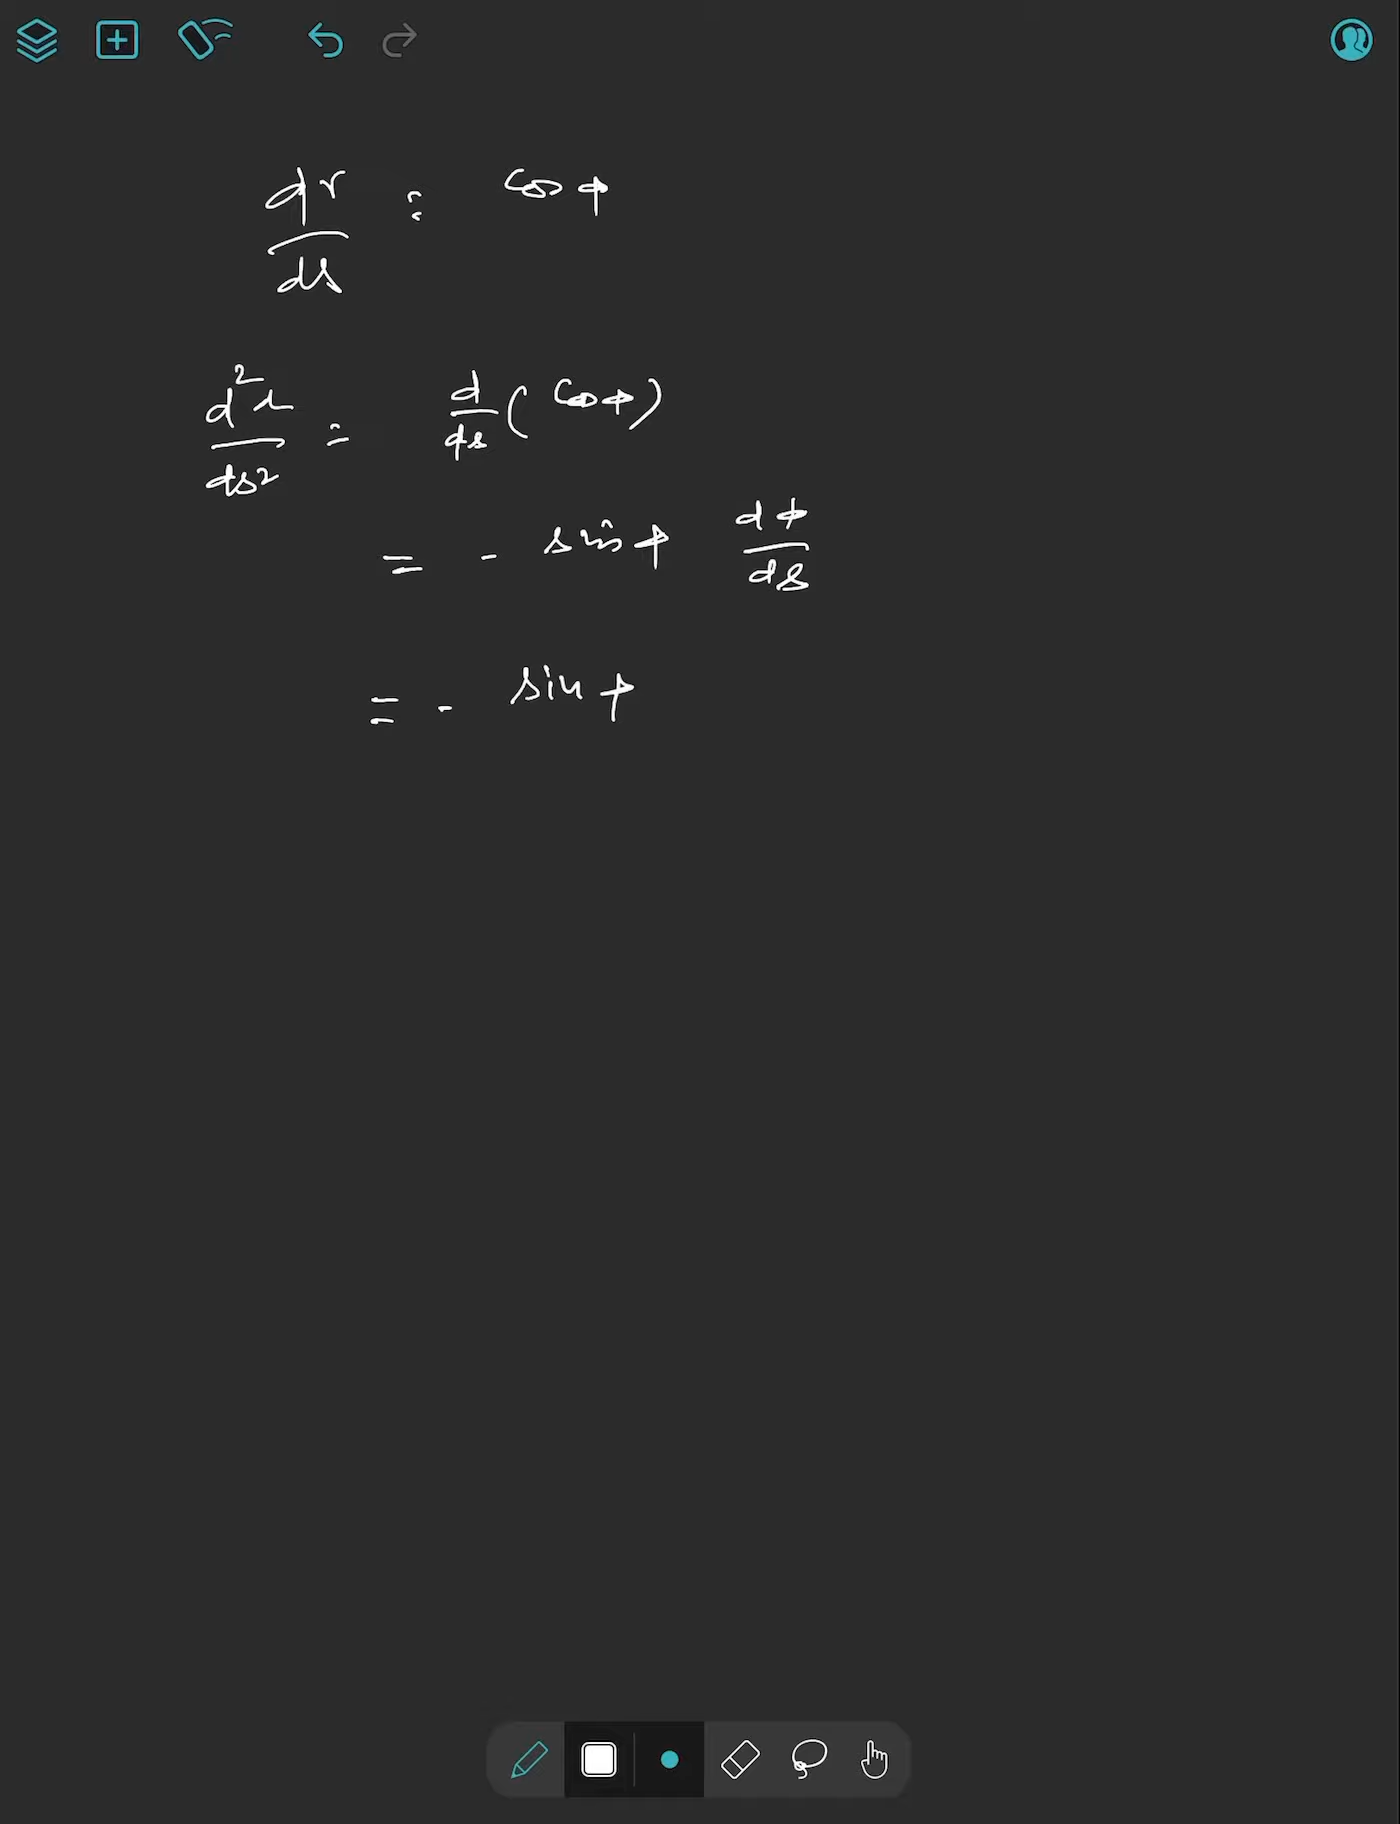 dr/ds = cos φ
d²r/ds² = d/ds (cos φ)
= - sin φ dφ/ds
= - sin φ